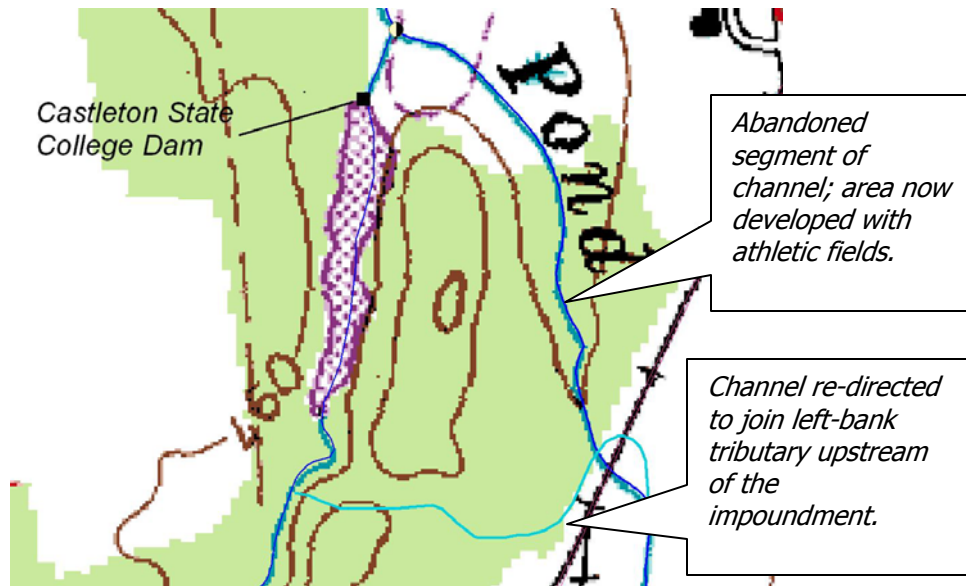 Castleton State
College Dam
Pond
Abandoned
segment of
channel; area now
developed with
athletic fields.
360
Channel re-directed
to join left-bank
tributary upstream
of the
impoundment.